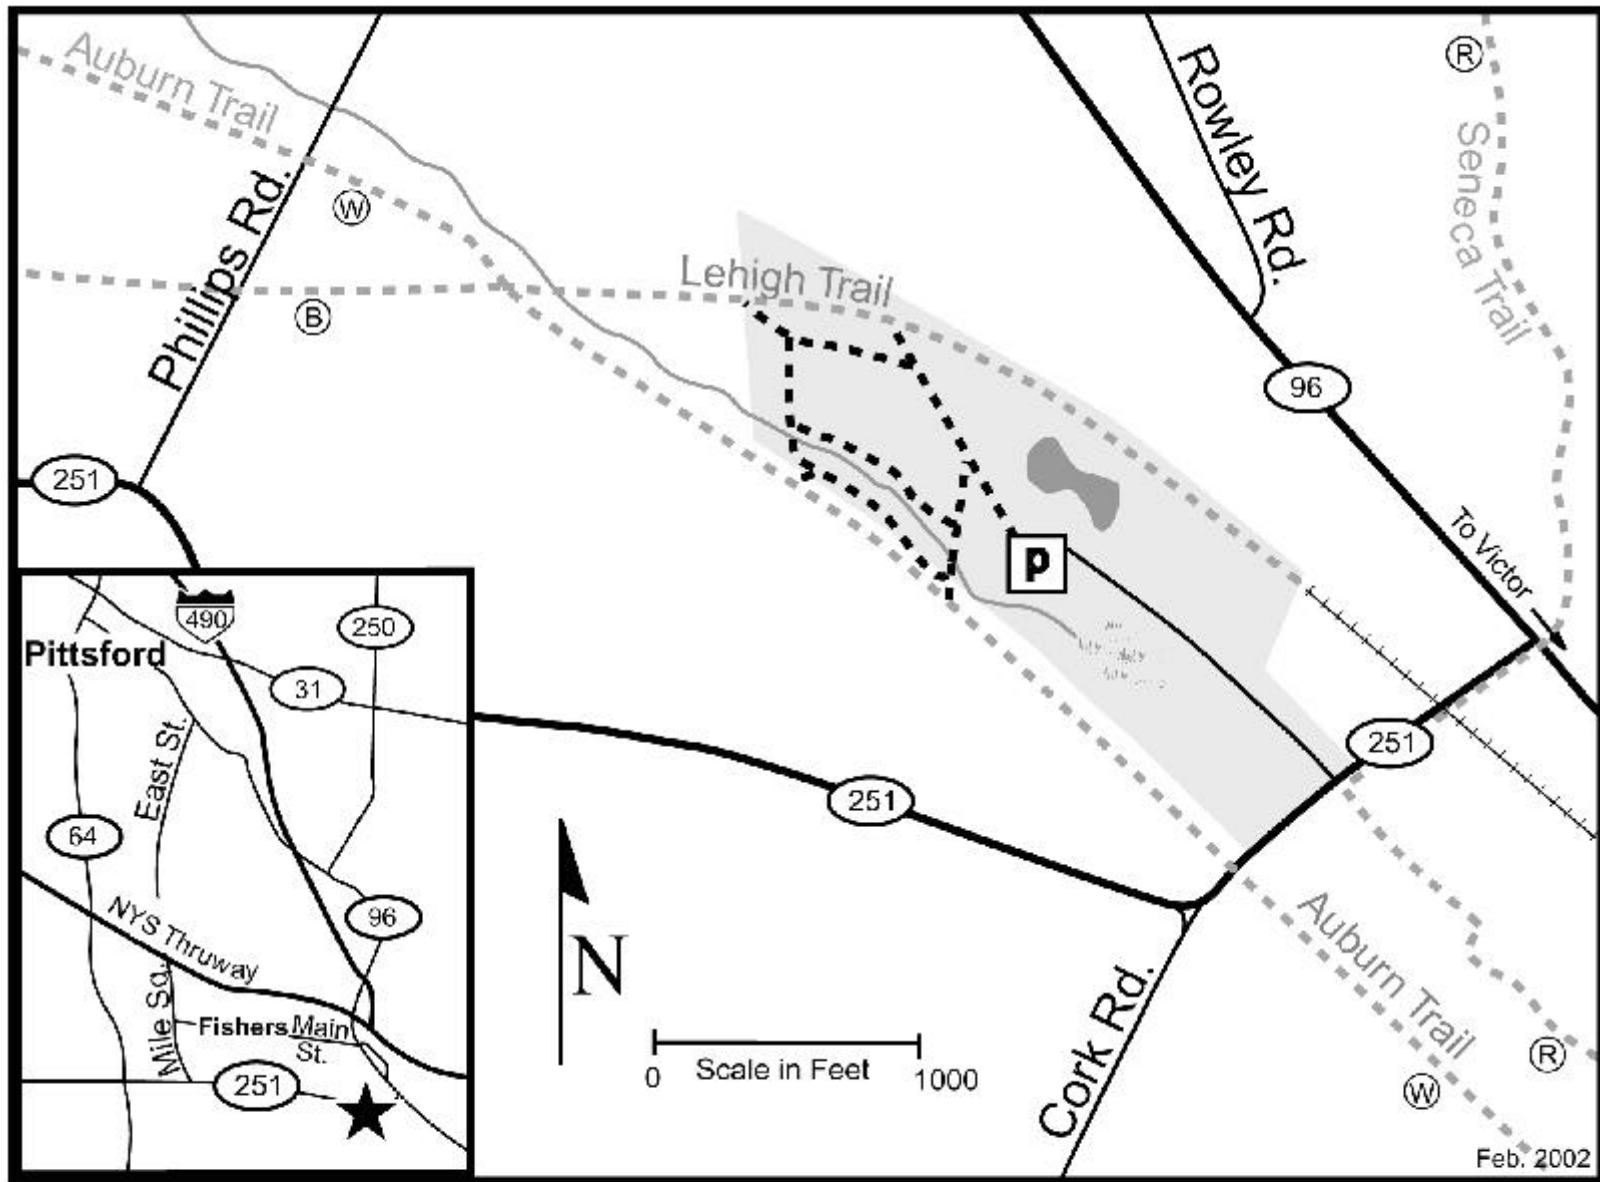 Auburn Trail
Phillips Rd.
W
B
Lehigh Trail
Rowley Rd.
R
Seneca Trail
96
To Victor
251
P
251
251
Auburn Trail
R
W
Cork Rd.
N
Scale in Feet
0
1000
Feb. 2002
490
250
Pittsford
31
East St.
64
96
NYS Thruway
Mile Sq.
Fishers
Main
St.
251